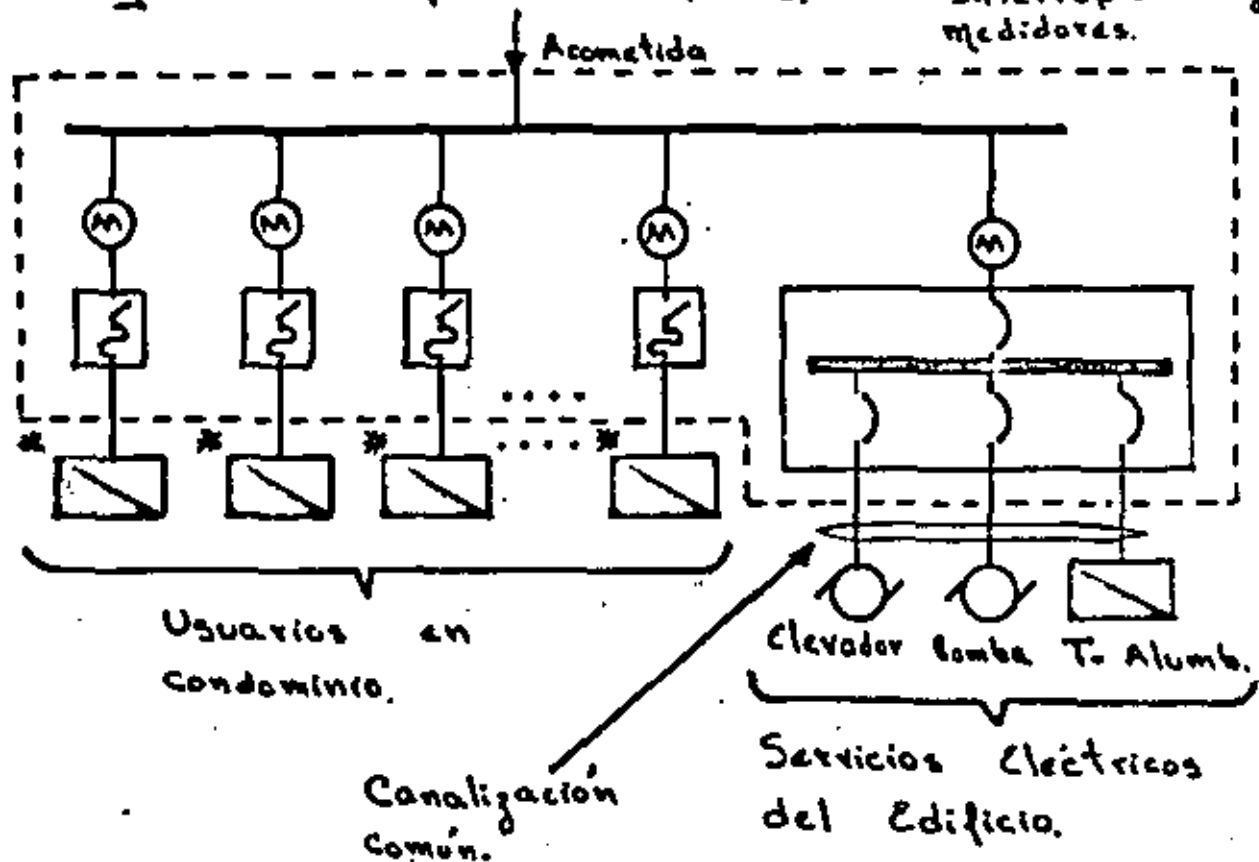 medidores.
Acometida
M M M M M
* * * *
Elevador Bomba T. Alumb.
Usuarios en
condominio.
Servicios Eléctricos
del Edificio.
Canalización
común.